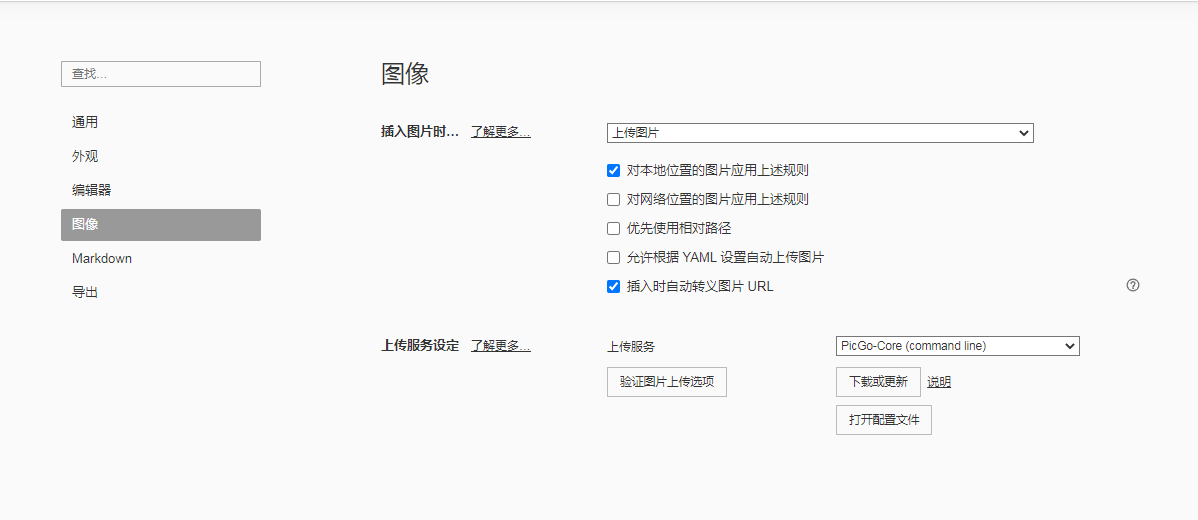 查找...
图像
通用
外观
编辑器
图像
Markdown
导出
插入图片时... 了解更多... 上传图片
对本地位置的图片应用上述规则
对网络位置的图片应用上述规则
优先使用相对路径
允许根据 YAML 设置自动上传图片
插入时自动转义图片 URL
上传服务设定 了解更多... 上传服务 PicGo-Core (command line)
验证图片上传选项 下载或更新 说明
打开配置文件